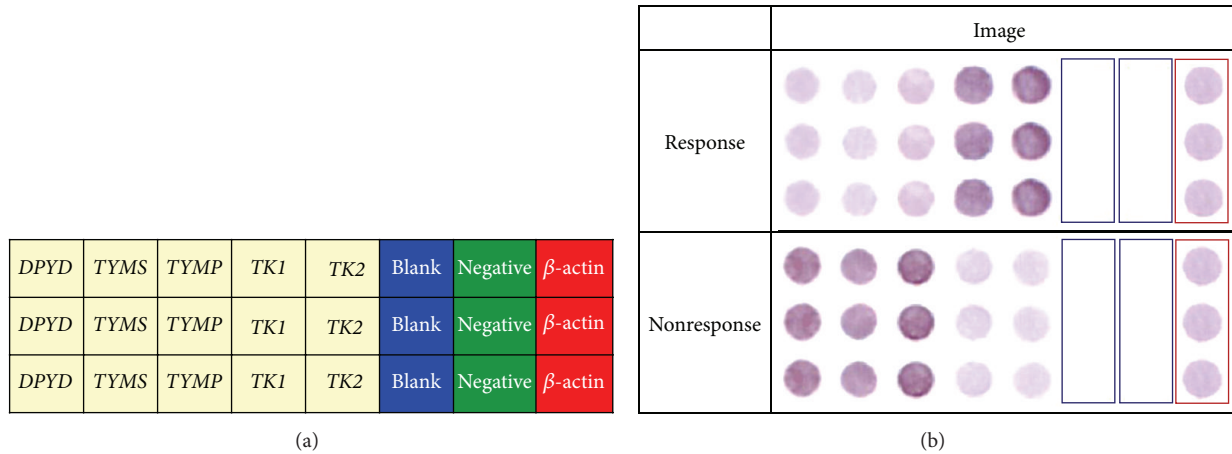 DPYD TYMS TYMP TK1 TK2 Blank Negative β-actin
DPYD TYMS TYMP TK1 TK2 Blank Negative β-actin
DPYD TYMS TYMP TK1 TK2 Blank Negative β-actin
(a)
Image
Response
Nonresponse
(b)